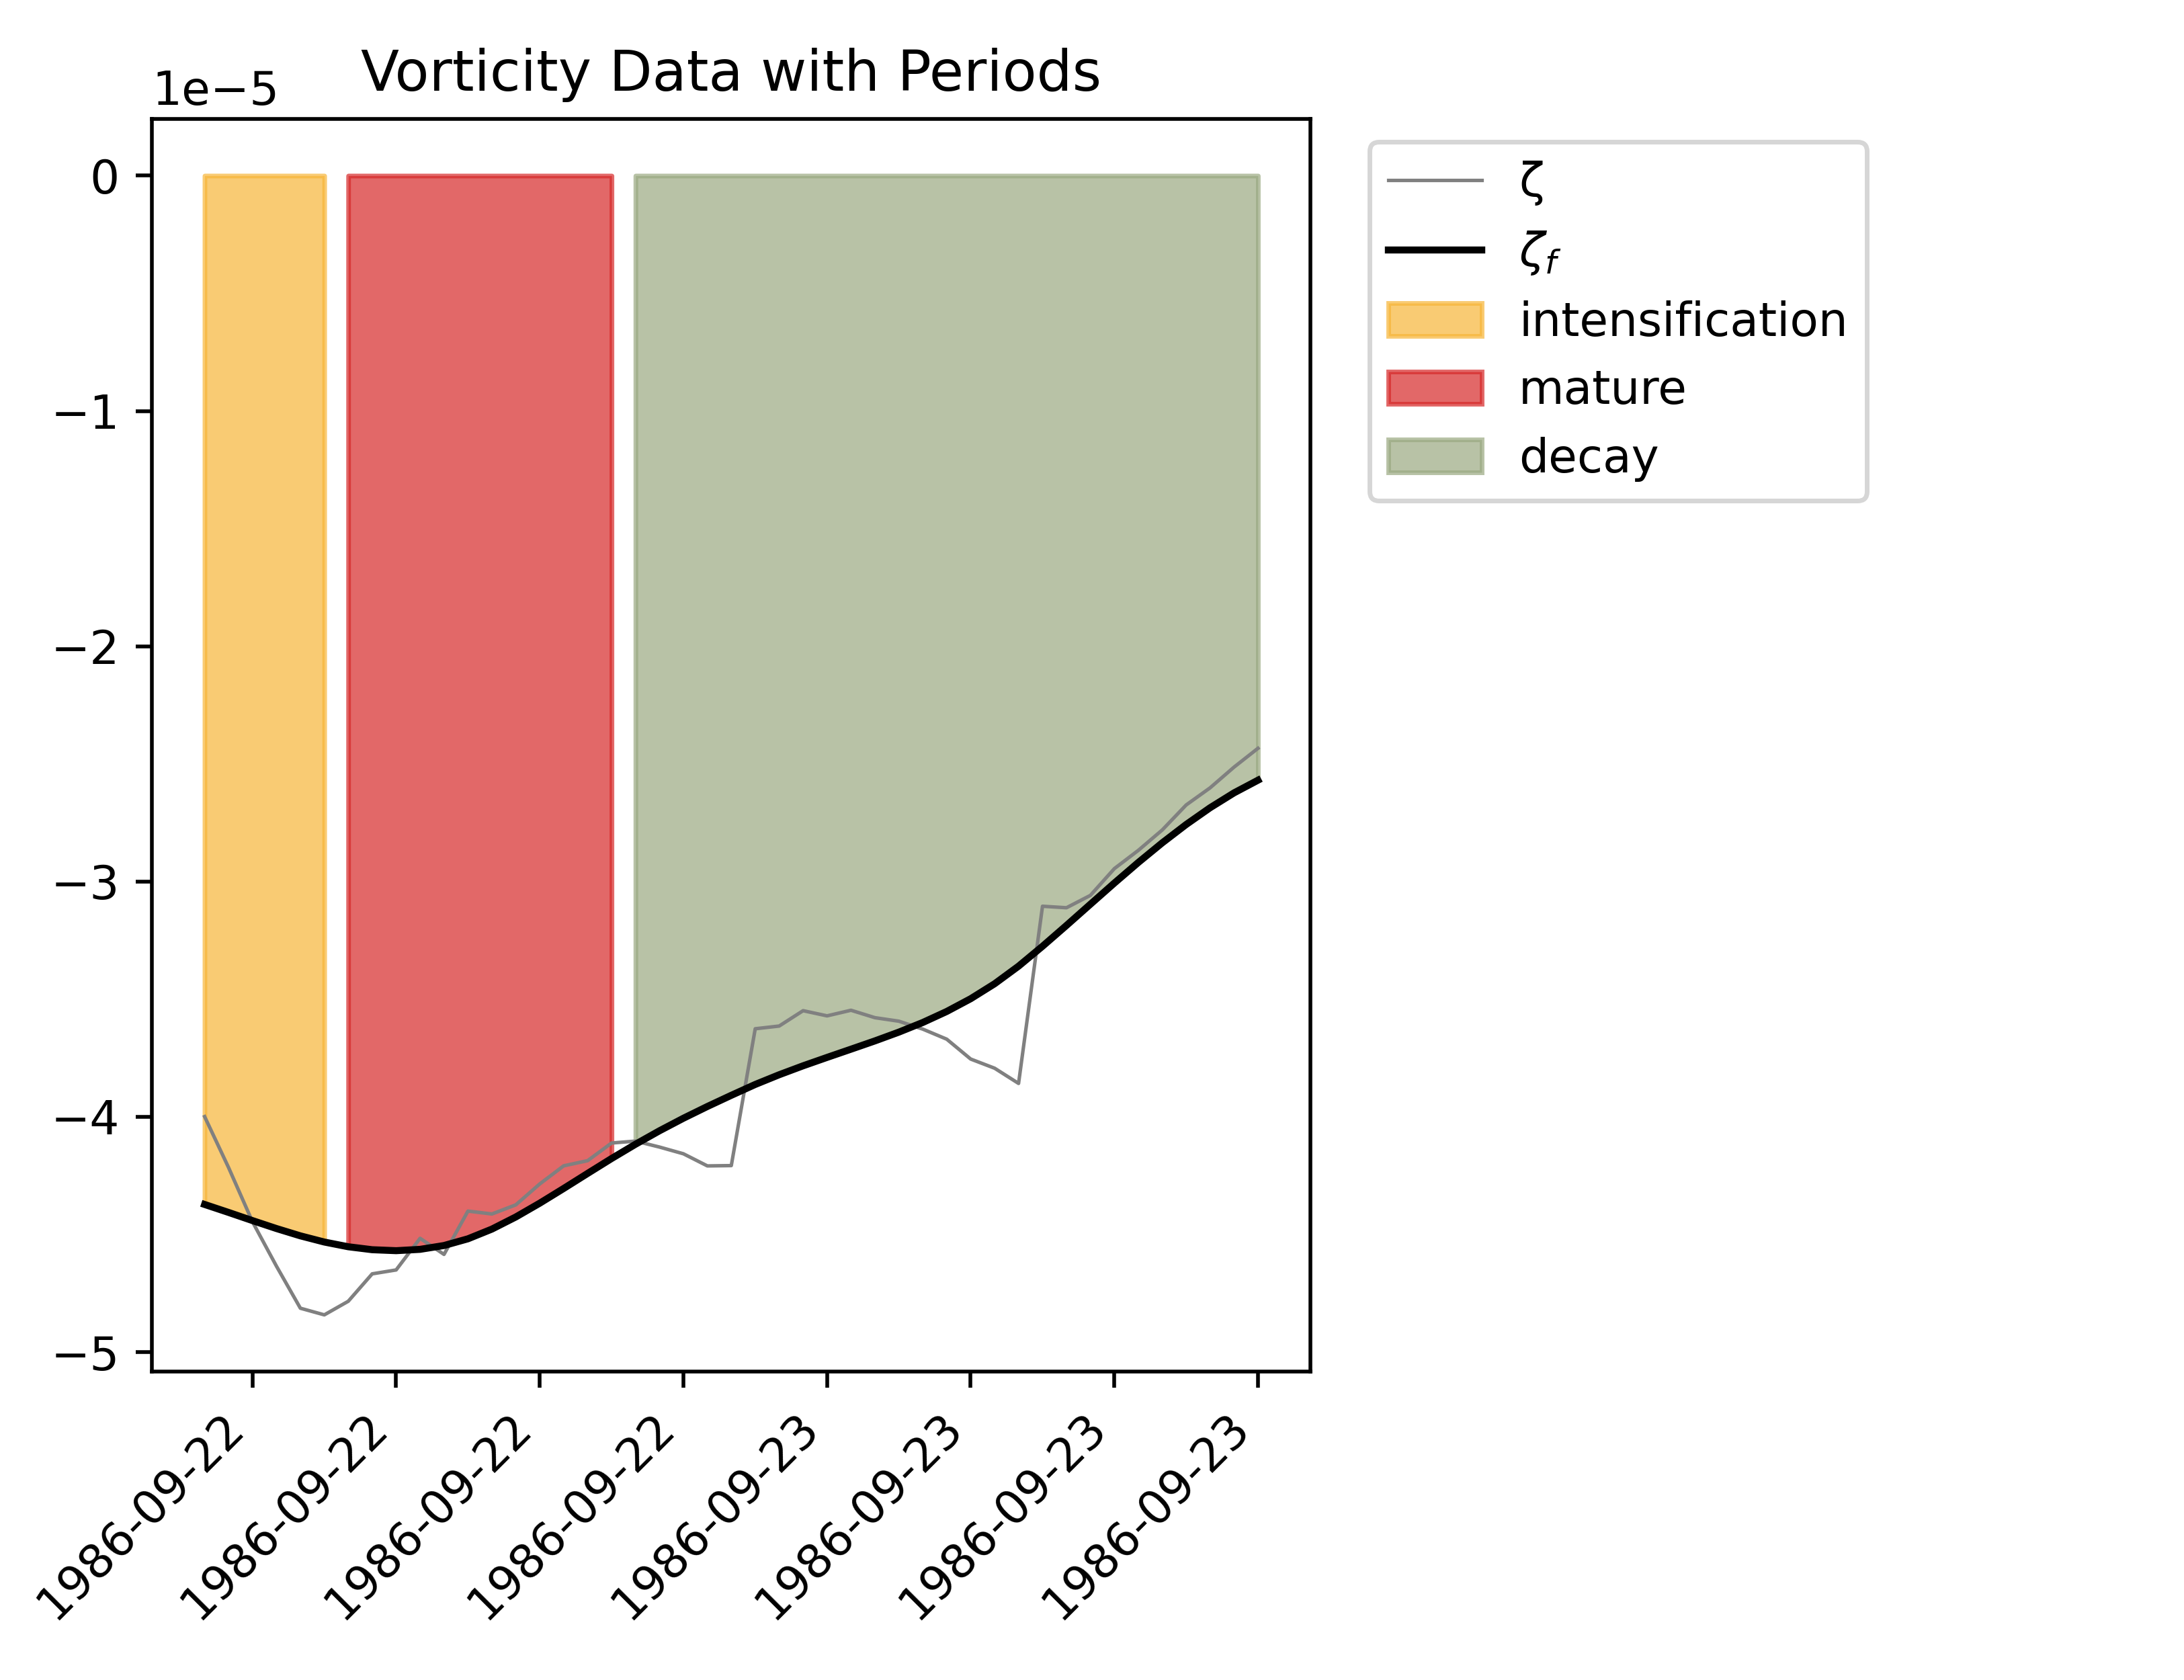 Vorticity Data with Periods
1e−5
0
−1
−2
−3
−4
−5
1986-09-22
1986-09-22
1986-09-22
1986-09-22
1986-09-23
1986-09-23
1986-09-23
1986-09-23
ζ
ζf
intensification
mature
decay